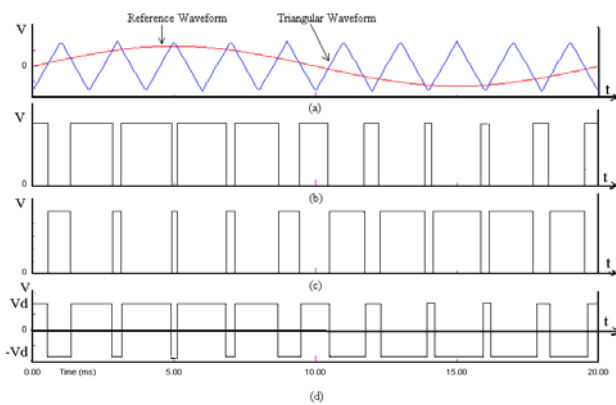 Reference Waveform Triangular Waveform
V
0
t
(a)
V
0
t
(b)
V
0
t
(c)
V
Vd
0
-Vd
t
0.00 Time (ms) 5.00 10.00 15.00 20.00
(d)